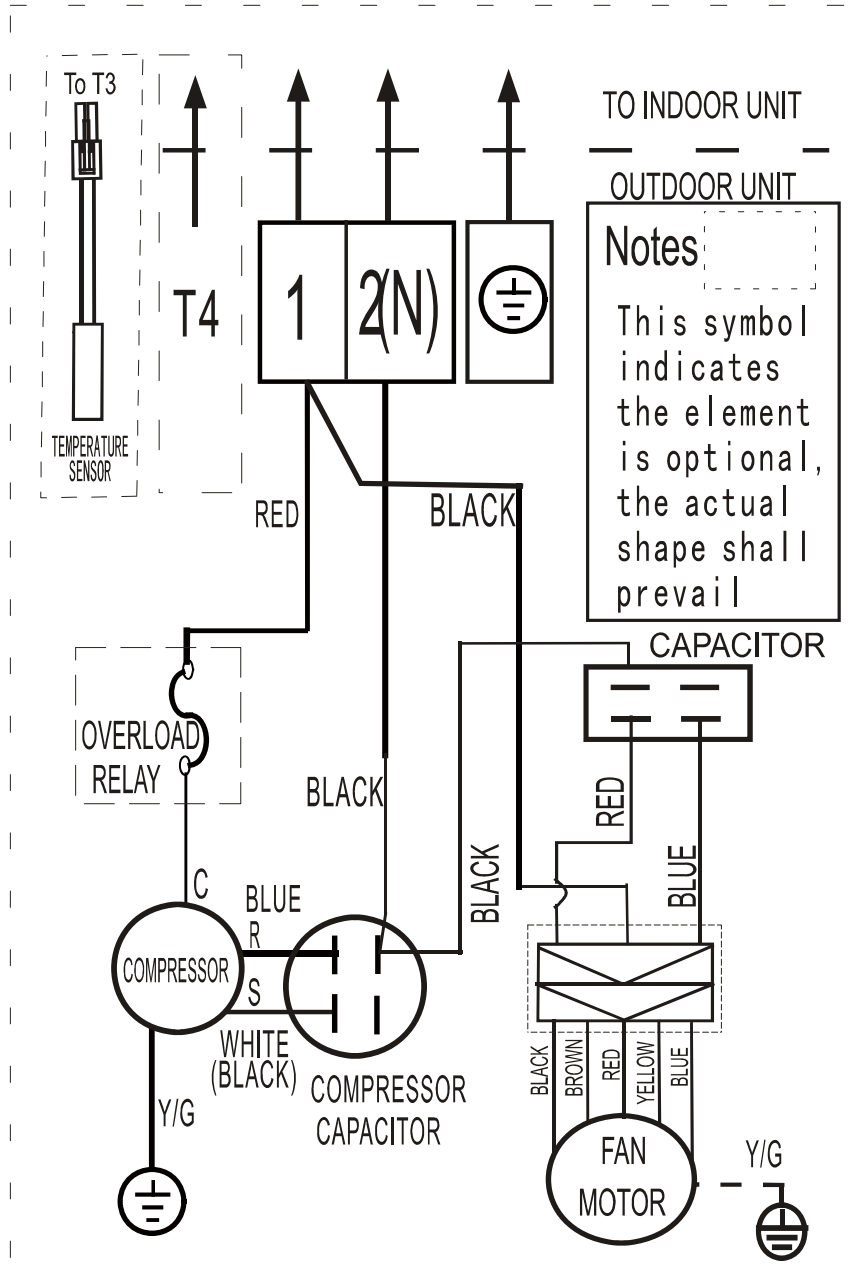 To T3
TEMPERATURE
SENSOR
T4
1
2(N)
TO INDOOR UNIT
OUTDOOR UNIT
Notes
This symbol
indicates
the element
is optional,
the actual
shape shall
prevail
RED
BLACK
CAPACITOR
OVERLOAD
RELAY
BLACK
RED
BLACK
BLUE
C
BLUE
R
COMPRESSOR
S
WHITE
(BLACK)
COMPRESSOR
CAPACITOR
Y/G
BLACK
BROWN
RED
YELLOW
BLUE
FAN
MOTOR
Y/G